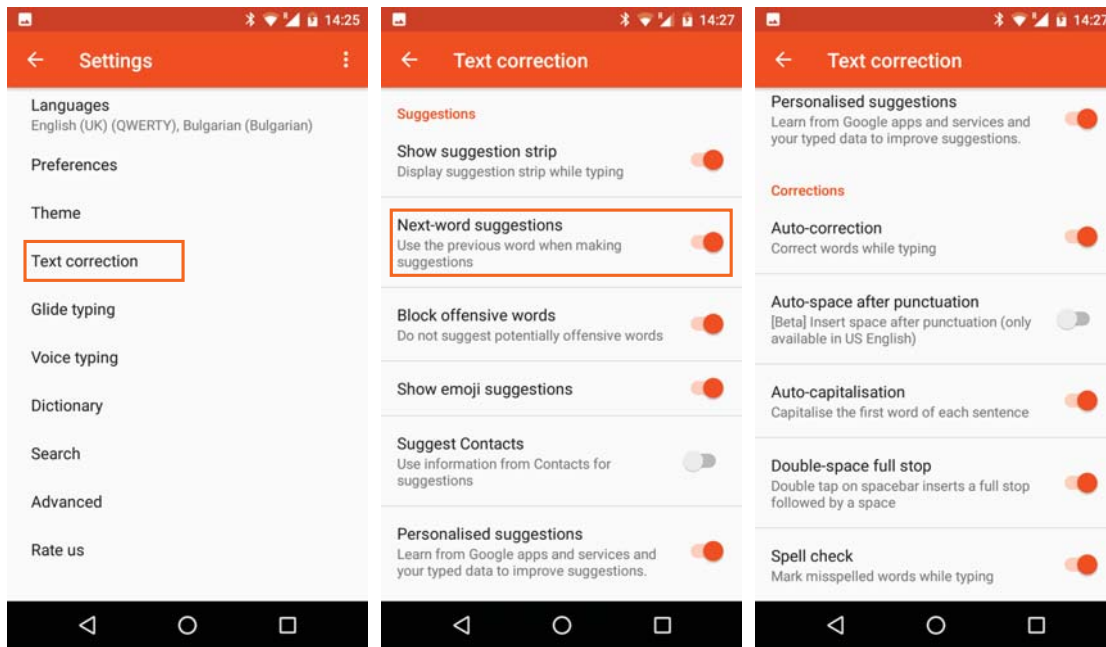 14:25
Settings
Languages
English (UK) (QWERTY), Bulgarian (Bulgarian)
Preferences
Theme
Text correction
Glide typing
Voice typing
Dictionary
Search
Advanced
Rate us
14:27
Text correction
Suggestions
Show suggestion strip
Display suggestion strip while typing
Next-word suggestions
Use the previous word when making
suggestions
Block offensive words
Do not suggest potentially offensive words
Show emoji suggestions
Suggest Contacts
Use information from Contacts for
suggestions
Personalised suggestions
Learn from Google apps and services and
your typed data to improve suggestions.
14:27
Text correction
Personalised suggestions
Learn from Google apps and services and
your typed data to improve suggestions.
Corrections
Auto-correction
Correct words while typing
Auto-space after punctuation
[Beta] Insert space after punctuation (only
available in US English)
Auto-capitalisation
Capitalise the first word of each sentence
Double-space full stop
Double tap on spacebar inserts a full stop
followed by a space
Spell check
Mark misspelled words while typing